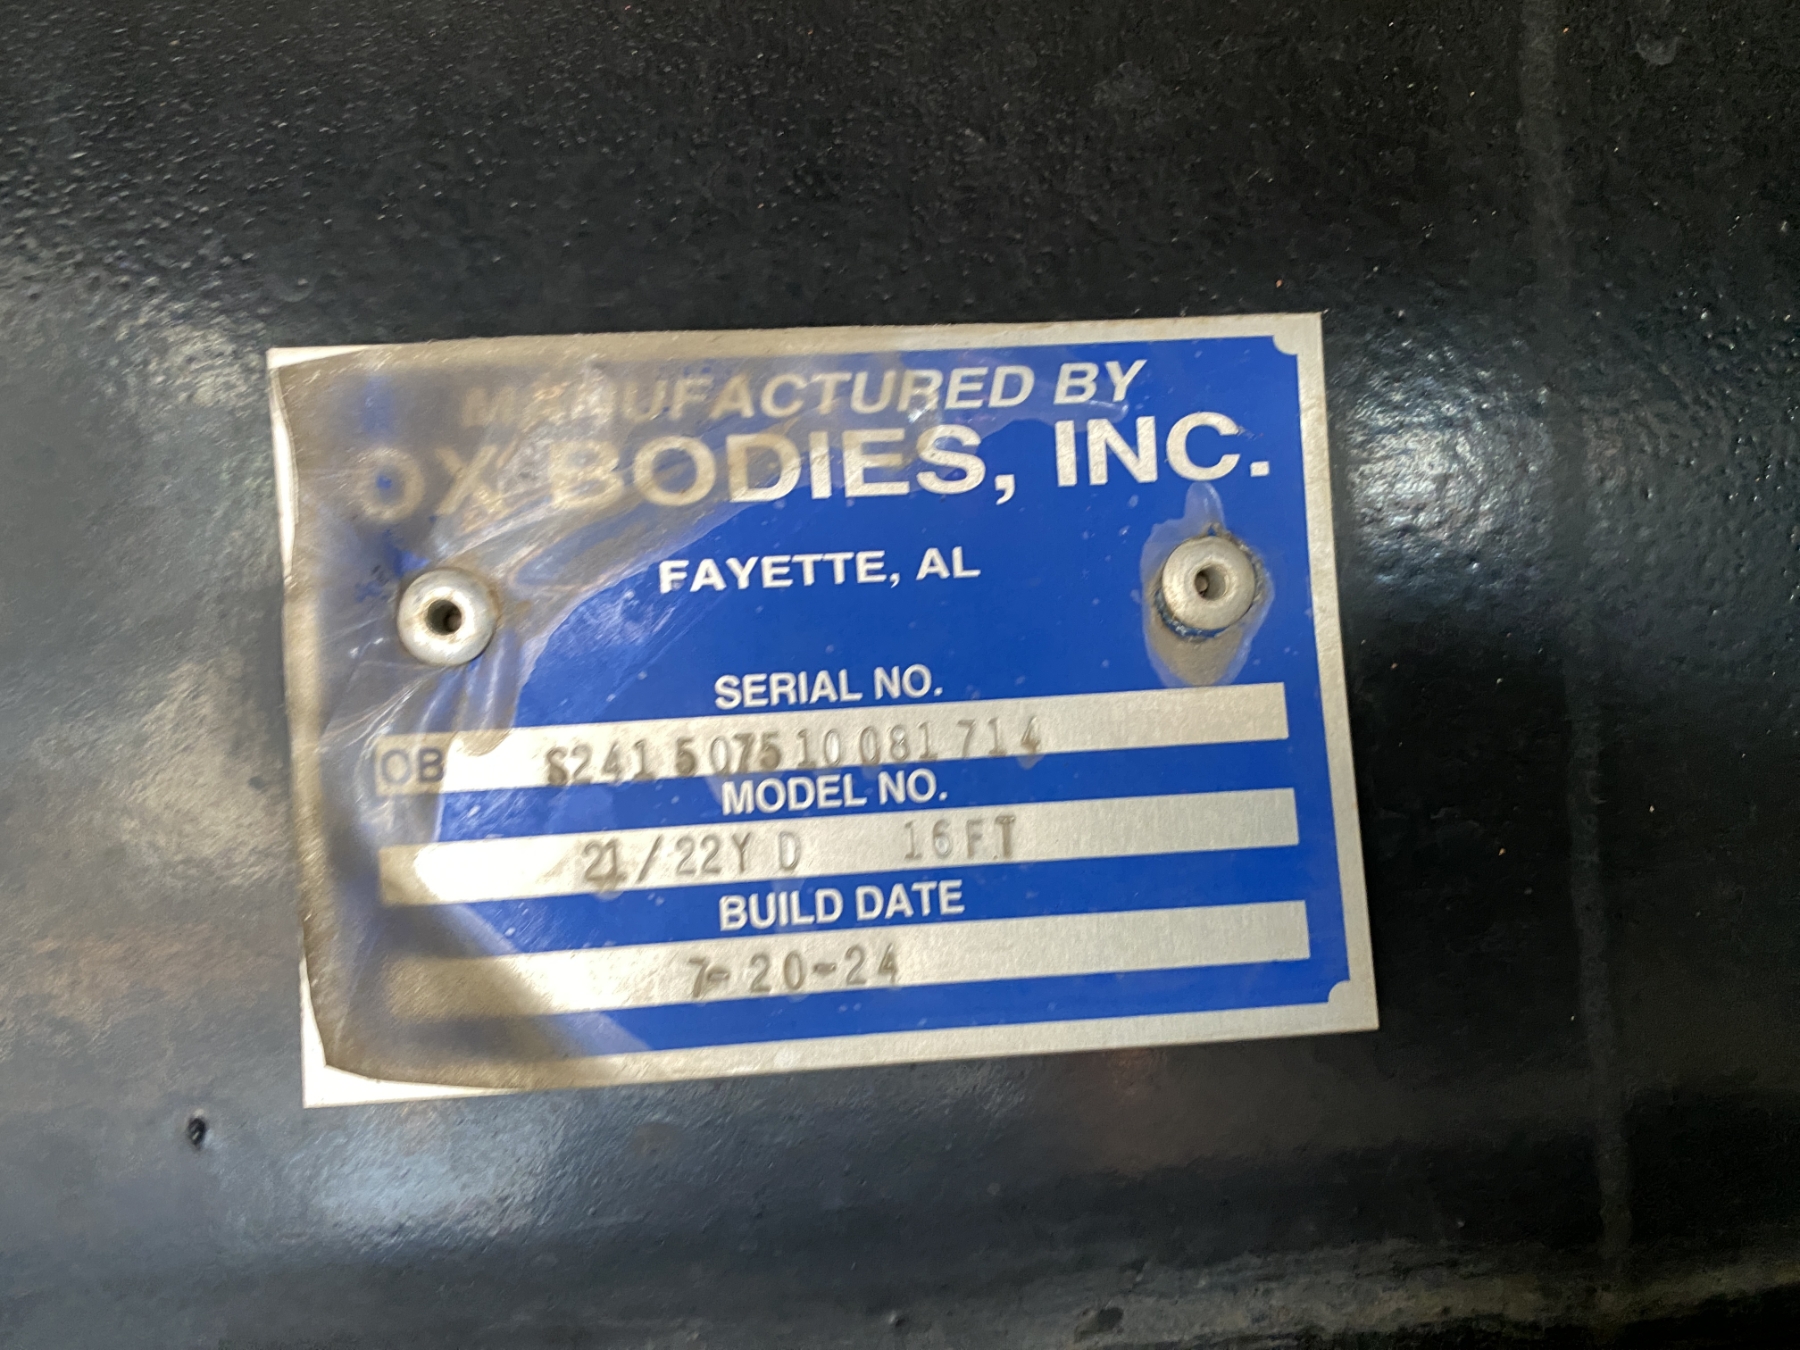 MANUFACTURED BY
OX BODIES, INC.
FAYETTE, AL
SERIAL NO.
OB S241507510081714
MODEL NO.
21/22YD 16FT
BUILD DATE
7-20-24